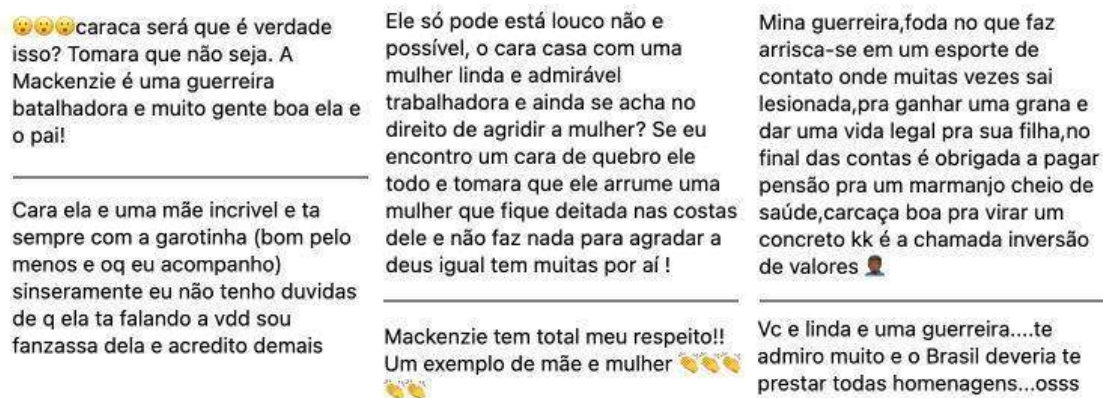 😮😮😮caraca será que é verdade
isso? Tomara que não seja. A
Mackenzie é uma guerreira
batalhadora e muito gente boa ela e
o pai!
Cara ela e uma mãe incrivel e ta
sempre com a garotinha (bom pelo
menos e oq eu acompanho)
sinseramente eu não tenho duvidas
de q ela ta falando a vdd sou
fanzassa dela e acredito demais
Ele só pode está louco não e
possível, o cara casa com uma
mulher linda e admirável
trabalhadora e ainda se acha no
direito de agridir a mulher? Se eu
encontro um cara de quebro ele
todo e tomara que ele arrume uma
mulher que fique deitada nas costas
dele e não faz nada para agradar a
deus igual tem muitas por aí !
Mackenzie tem total meu respeito!!
Um exemplo de mãe e mulher 👏👏👏
👏👏
Mina guerreira,foda no que faz
arrisca-se em um esporte de
contato onde muitas vezes sai
lesionada,pra ganhar uma grana e
dar uma vida legal pra sua filha,no
final das contas é obrigada a pagar
pensão pra um marmanjo cheio de
saúde,carcaça boa pra virar um
concreto kk é a chamada inversão
de valores 🤦🏾‍♂️
Vc e linda e uma guerreira....te
admiro muito e o Brasil deveria te
prestar todas homenagens...osss